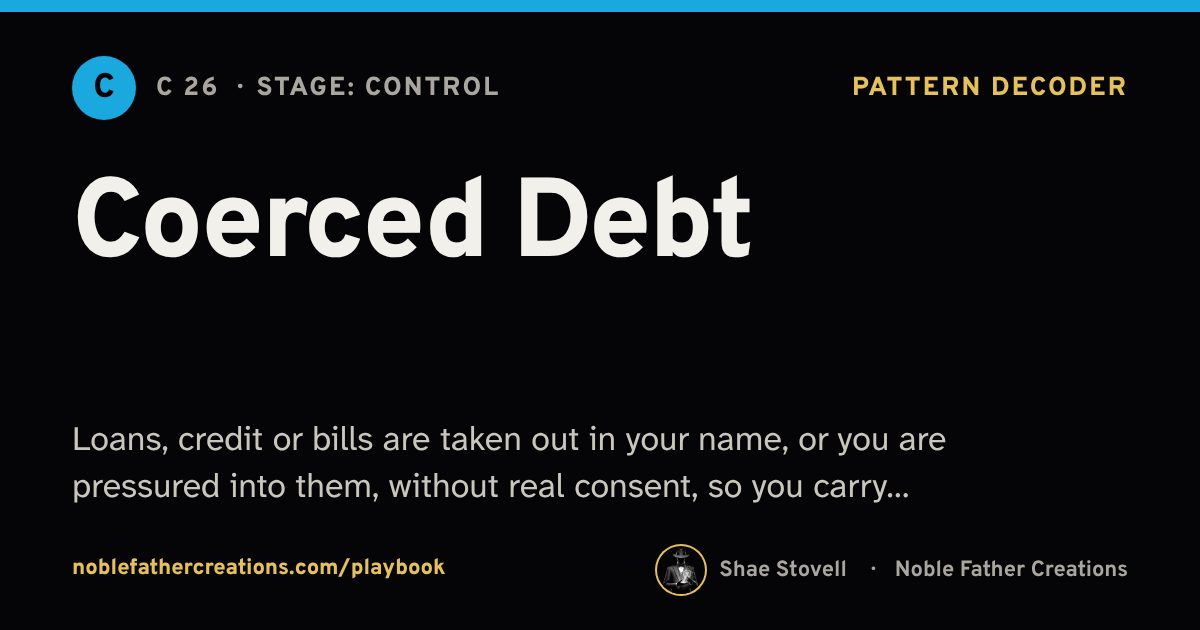 C
C 26 · STAGE: CONTROL
PATTERN DECODER
Coerced Debt
Loans, credit or bills are taken out in your name, or you are
pressured into them, without real consent, so you carry...
noblefathercreations.com/playbook
Shae Stovell · Noble Father Creations